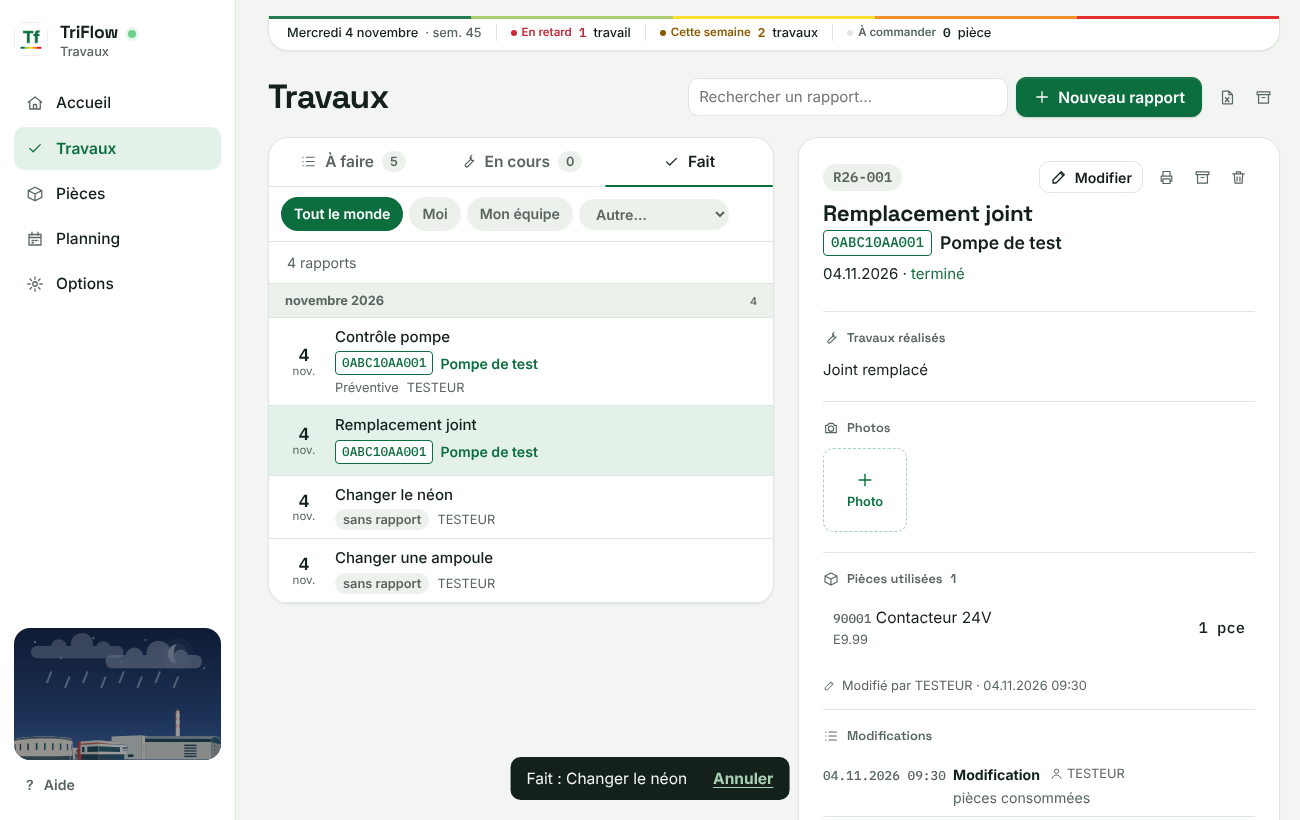 Tf TriFlow
Travaux
Accueil
Travaux
Pièces
Planning
Options
? Aide
Mercredi 4 novembre · sem. 45
En retard 1 travail
Cette semaine 2 travaux
À commander 0 pièce
Travaux
Rechercher un rapport...
Nouveau rapport
À faire 5
En cours 0
Fait
Tout le monde
Moi
Mon équipe
Autre...
4 rapports
novembre 2026 4
4 nov.
Contrôle pompe
0ABC10AA001 Pompe de test
Préventive TESTEUR
4 nov.
Remplacement joint
0ABC10AA001 Pompe de test
4 nov.
Changer le néon
sans rapport TESTEUR
4 nov.
Changer une ampoule
sans rapport TESTEUR
R26-001
Modifier
Remplacement joint
0ABC10AA001 Pompe de test
04.11.2026 · terminé
Travaux réalisés
Joint remplacé
Photos
Photo
Pièces utilisées 1
90001 Contacteur 24V
E9.99
1 pce
Modifié par TESTEUR · 04.11.2026 09:30
Modifications
04.11.2026 09:30 Modification TESTEUR
pièces consommées
Fait : Changer le néon Annuler